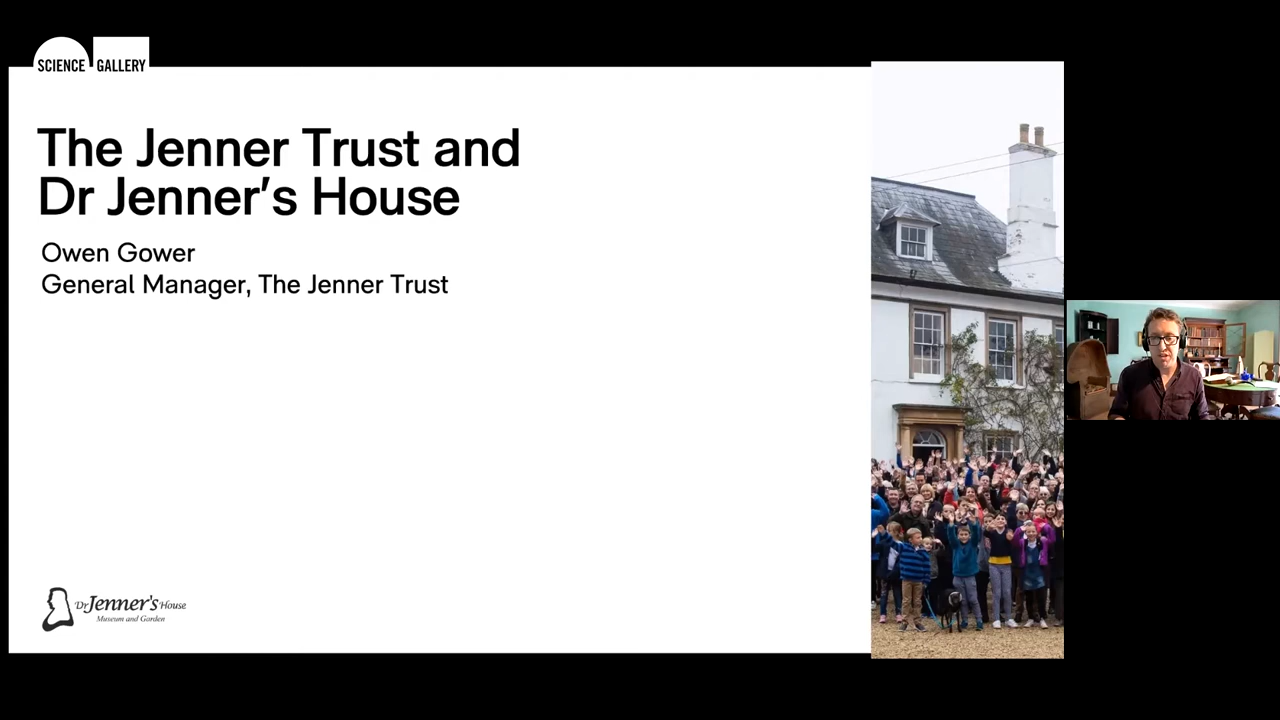 SCIENCE GALLERY
The Jenner Trust and
Dr Jenner's House
Owen Gower
General Manager, The Jenner Trust
Dr Jenner's House
Museum and Garden